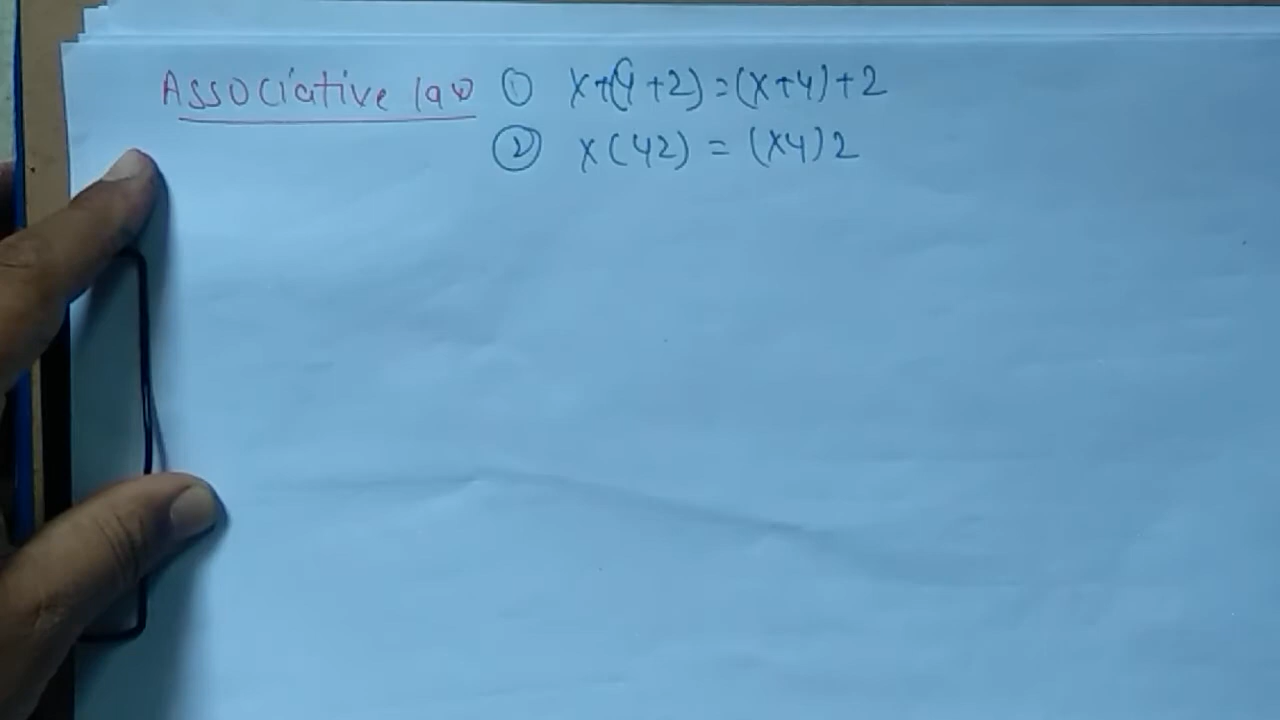 Associative law ① x+(y+z)=(x+y)+z
② x(yz) = (xy)z